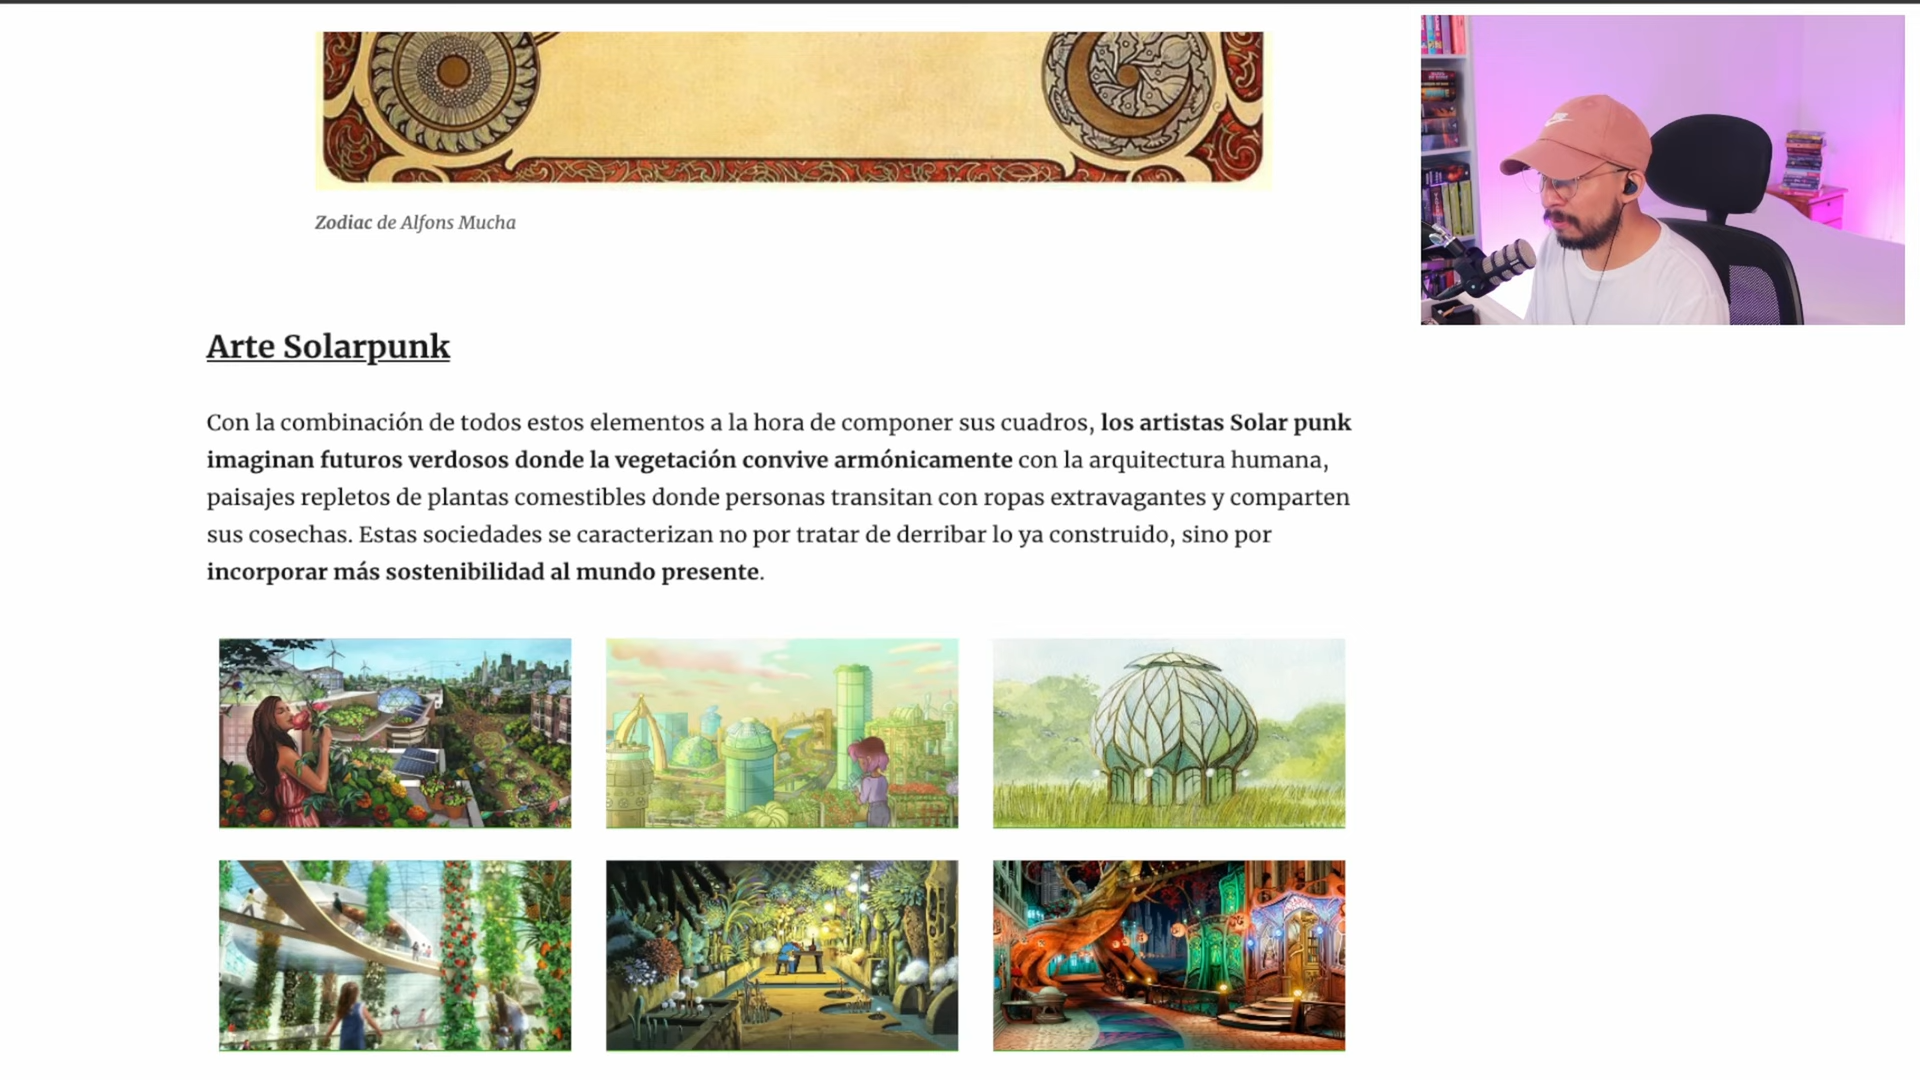 Zodiac de Alfons Mucha
Arte Solarpunk
Con la combinación de todos estos elementos a la hora de componer sus cuadros, los artistas Solar punk
imaginan futuros verdosos donde la vegetación convive armónicamente con la arquitectura humana,
paisajes repletos de plantas comestibles donde personas transitan con ropas extravagantes y comparten
sus cosechas. Estas sociedades se caracterizan no por tratar de derribar lo ya construido, sino por
incorporar más sostenibilidad al mundo presente.